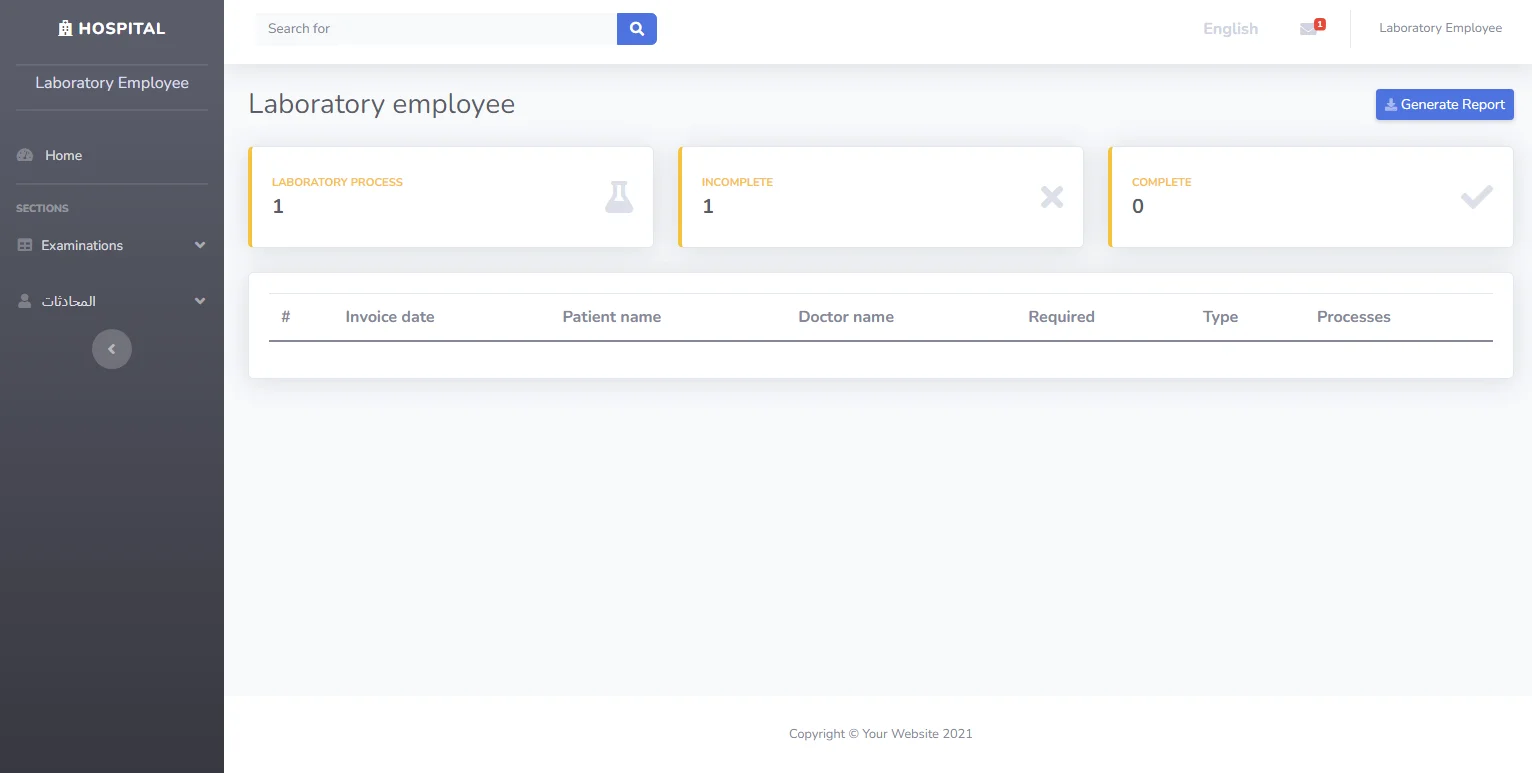 HOSPITAL
Laboratory Employee
Home
SECTIONS
Examinations
المحادثات
Search for
English
1
Laboratory Employee
Laboratory employee
Generate Report
LABORATORY PROCESS
1
INCOMPLETE
1
COMPLETE
0
# Invoice date Patient name Doctor name Required Type Processes
Copyright © Your Website 2021